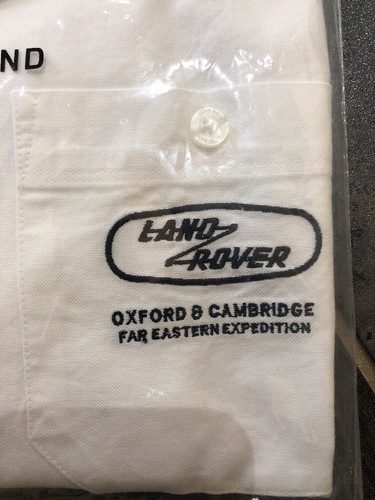 ND
LAND
ROVER
OXFORD & CAMBRIDGE
FAR EASTERN EXPEDITION